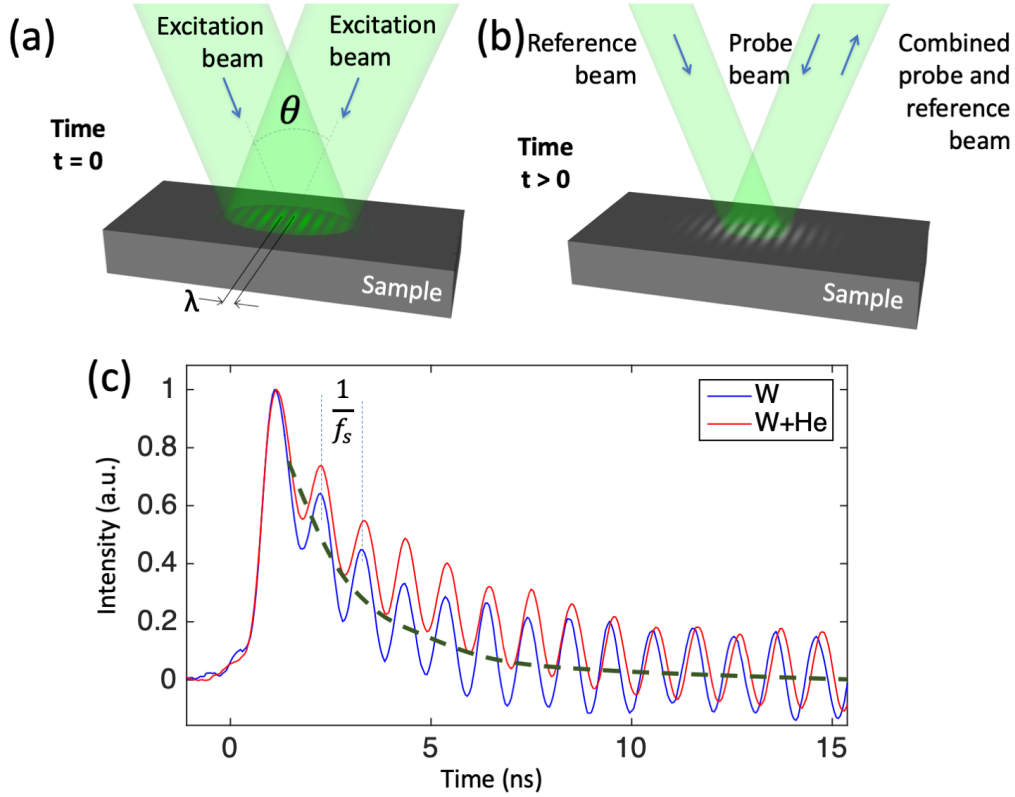 (a)
Excitation
beam
Excitation
beam
θ
Time
t = 0
Sample
λ
(b)
Reference
beam
Probe
beam
Combined
probe and
reference
beam
Time
t > 0
Sample
(c)
1
f_s
W
W+He
1
0.8
0.6
0.4
0.2
0
Intensity (a.u.)
0 5 10 15
Time (ns)